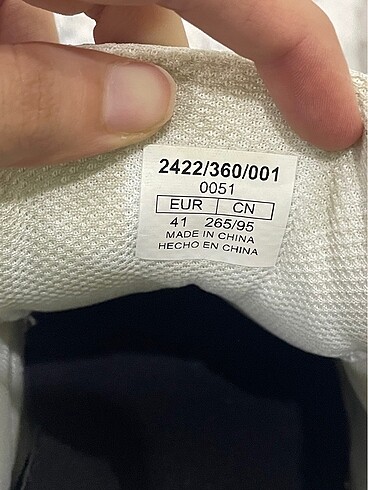 2422/360/001
0051
EUR CN
41 265/95
MADE IN CHINA
HECHO EN CHINA